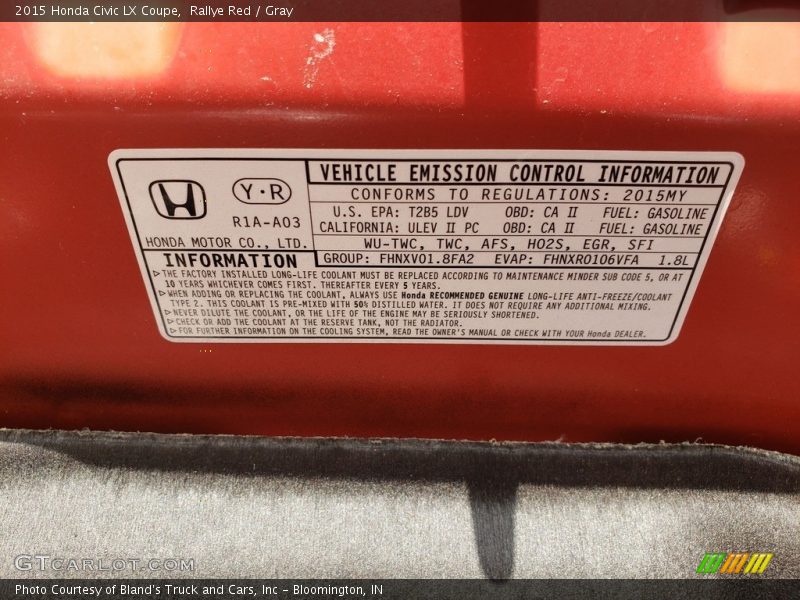 2015 Honda Civic LX Coupe, Rallye Red / Gray
Y·R
R1A-A03
HONDA MOTOR CO., LTD.
VEHICLE EMISSION CONTROL INFORMATION
CONFORMS TO REGULATIONS: 2015MY
U.S. EPA: T2B5 LDV OBD: CA II FUEL: GASOLINE
CALIFORNIA: ULEV II PC OBD: CA II FUEL: GASOLINE
WU-TWC, TWC, AFS, HO2S, EGR, SFI
GROUP: FHNXV01.8FA2 EVAP: FHNXR0106VFA 1.8L
INFORMATION
▷THE FACTORY INSTALLED LONG-LIFE COOLANT MUST BE REPLACED ACCORDING TO MAINTENANCE MINDER SUB CODE 5, OR AT
10 YEARS WHICHEVER COMES FIRST. THEREAFTER EVERY 5 YEARS.
▷WHEN ADDING OR REPLACING THE COOLANT, ALWAYS USE Honda RECOMMENDED GENUINE LONG-LIFE ANTI-FREEZE/COOLANT
TYPE 2. THIS COOLANT IS PRE-MIXED WITH 50% DISTILLED WATER. IT DOES NOT REQUIRE ANY ADDITIONAL MIXING.
▷NEVER DILUTE THE COOLANT, OR THE LIFE OF THE ENGINE MAY BE SERIOUSLY SHORTENED.
▷CHECK OR ADD THE COOLANT AT THE RESERVE TANK, NOT THE RADIATOR.
▷FOR FURTHER INFORMATION ON THE COOLING SYSTEM, READ THE OWNER'S MANUAL OR CHECK WITH YOUR Honda DEALER.
GTCARLOT.COM
Photo Courtesy of Bland's Truck and Cars, Inc - Bloomington, IN